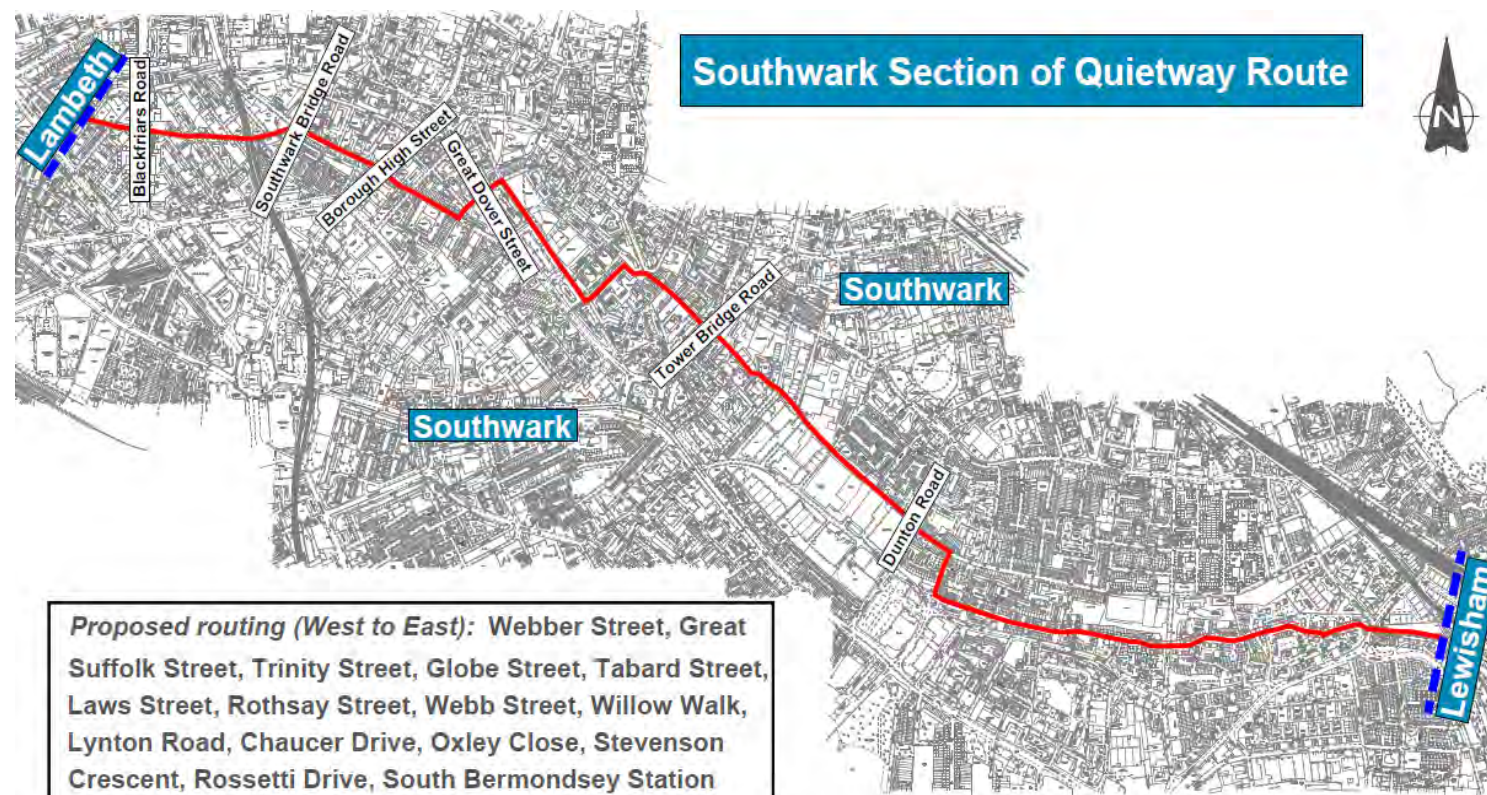 Southwark Section of Quietway Route
N
Lambeth
Blackfriars Road
Southwark Bridge Road
Borough High Street
Great Dover Street
Tower Bridge Road
Southwark
Southwark
Dunton Road
Lewisham
Proposed routing (West to East): Webber Street, Great
Suffolk Street, Trinity Street, Globe Street, Tabard Street,
Laws Street, Rothsay Street, Webb Street, Willow Walk,
Lynton Road, Chaucer Drive, Oxley Close, Stevenson
Crescent, Rossetti Drive, South Bermondsey Station